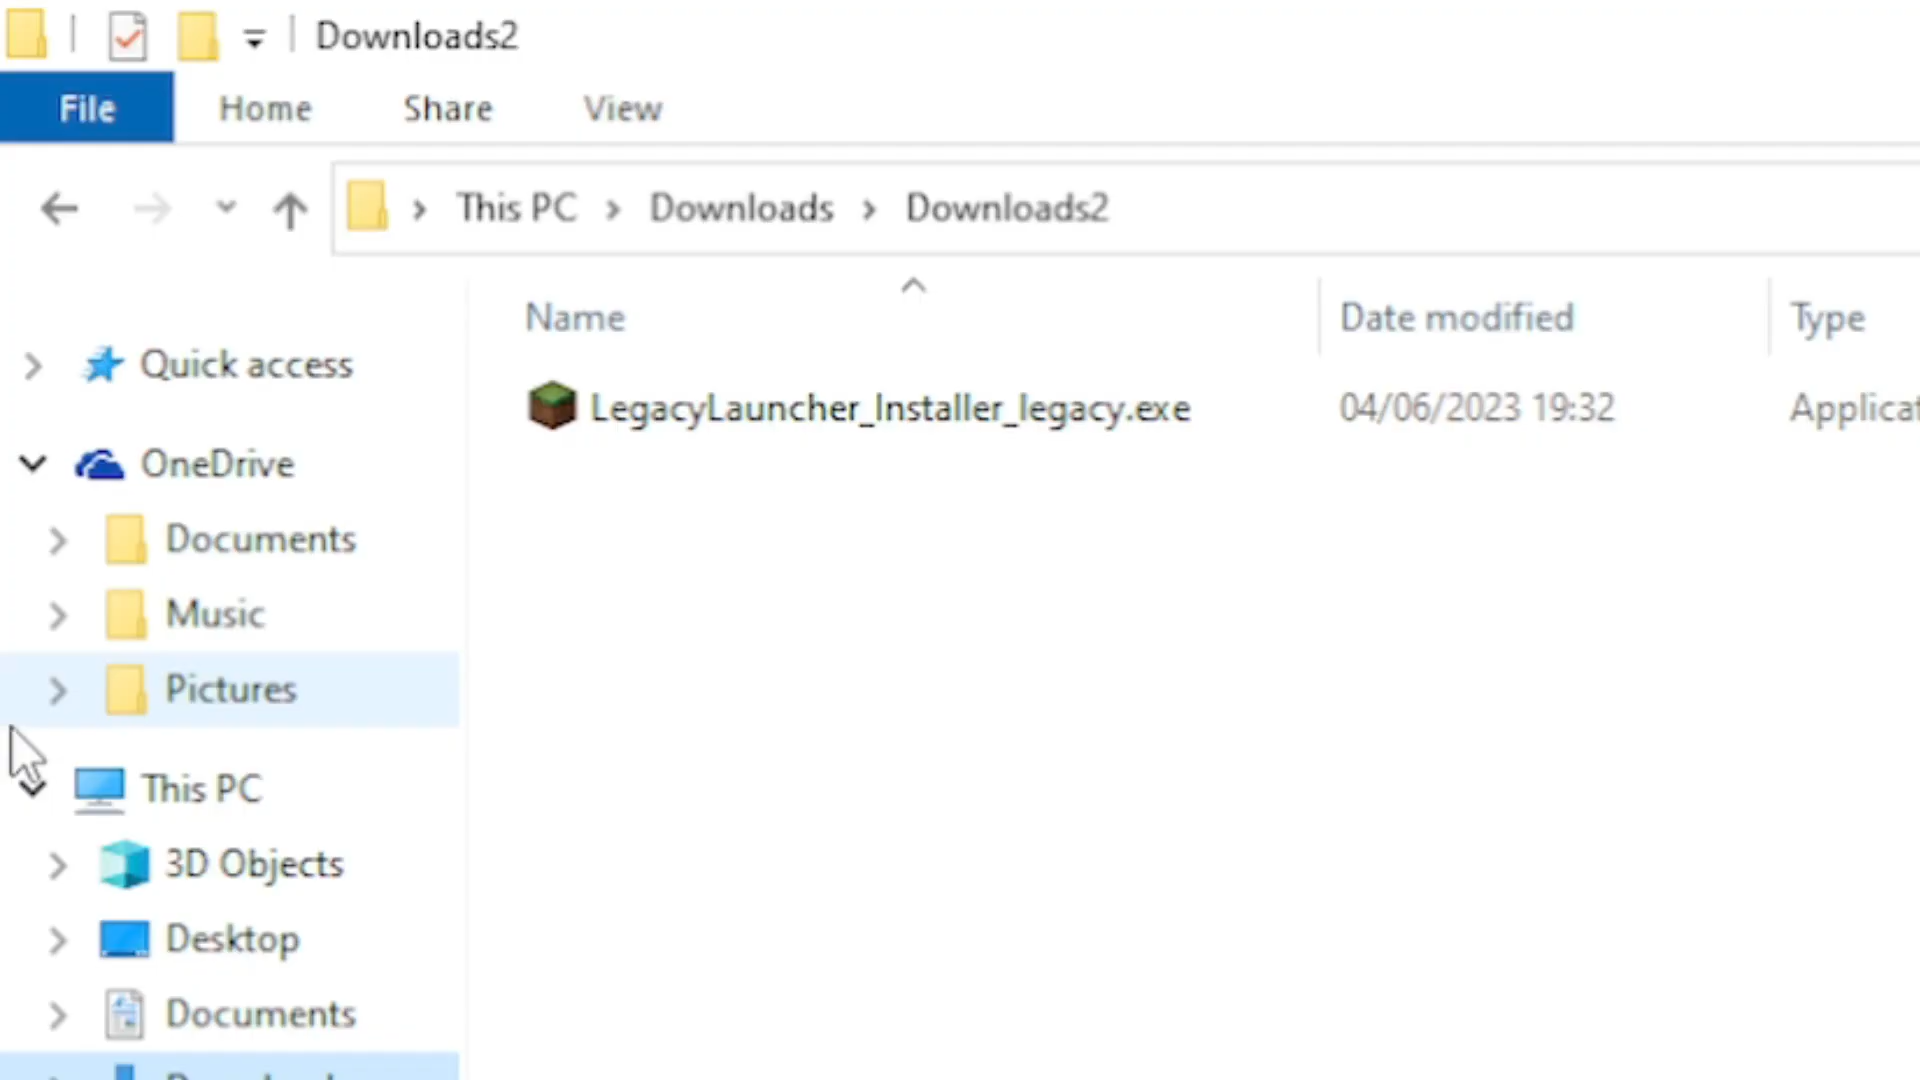 Downloads2
File Home Share View
This PC Downloads Downloads2
Name Date modified Type
LegacyLauncher_Installer_legacy.exe 04/06/2023 19:32
Quick access
OneDrive
Documents
Music
Pictures
This PC
3D Objects
Desktop
Documents